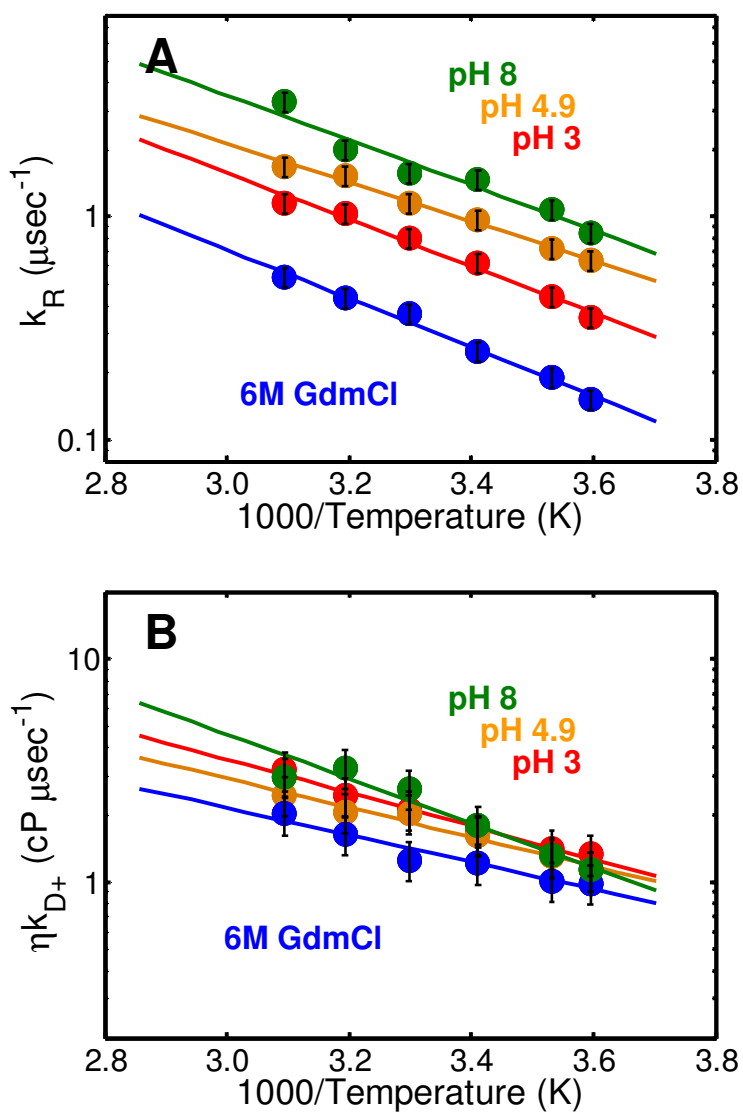 A
pH 8
pH 4.9
pH 3
6M GdmCl
k_R (μsec⁻¹)
1
0.1
2.8 3.0 3.2 3.4 3.6 3.8
1000/Temperature (K)
B
pH 8
pH 4.9
pH 3
6M GdmCl
ηk_D+ (cP μsec⁻¹)
10
1
2.8 3.0 3.2 3.4 3.6 3.8
1000/Temperature (K)